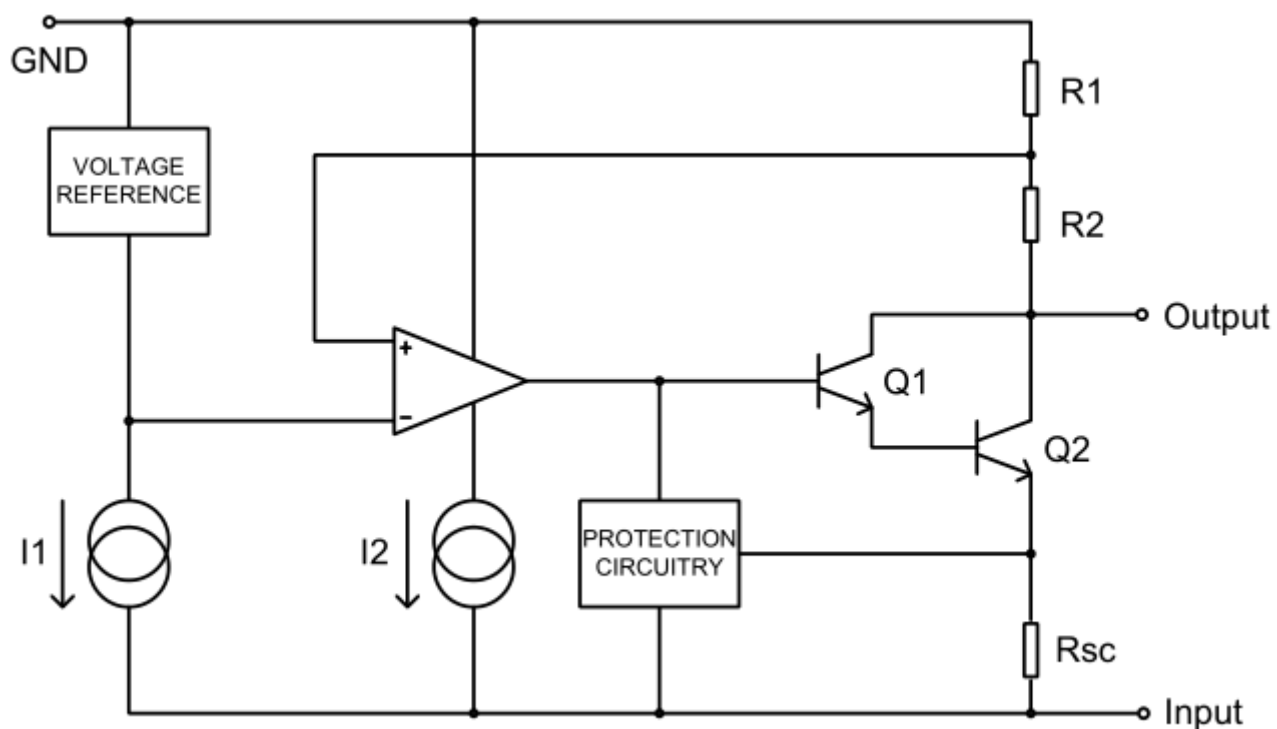 GND
R1
VOLTAGE
REFERENCE
R2
Output
+
Q1
−
Q2
I1
I2
PROTECTION
CIRCUITRY
Rsc
Input